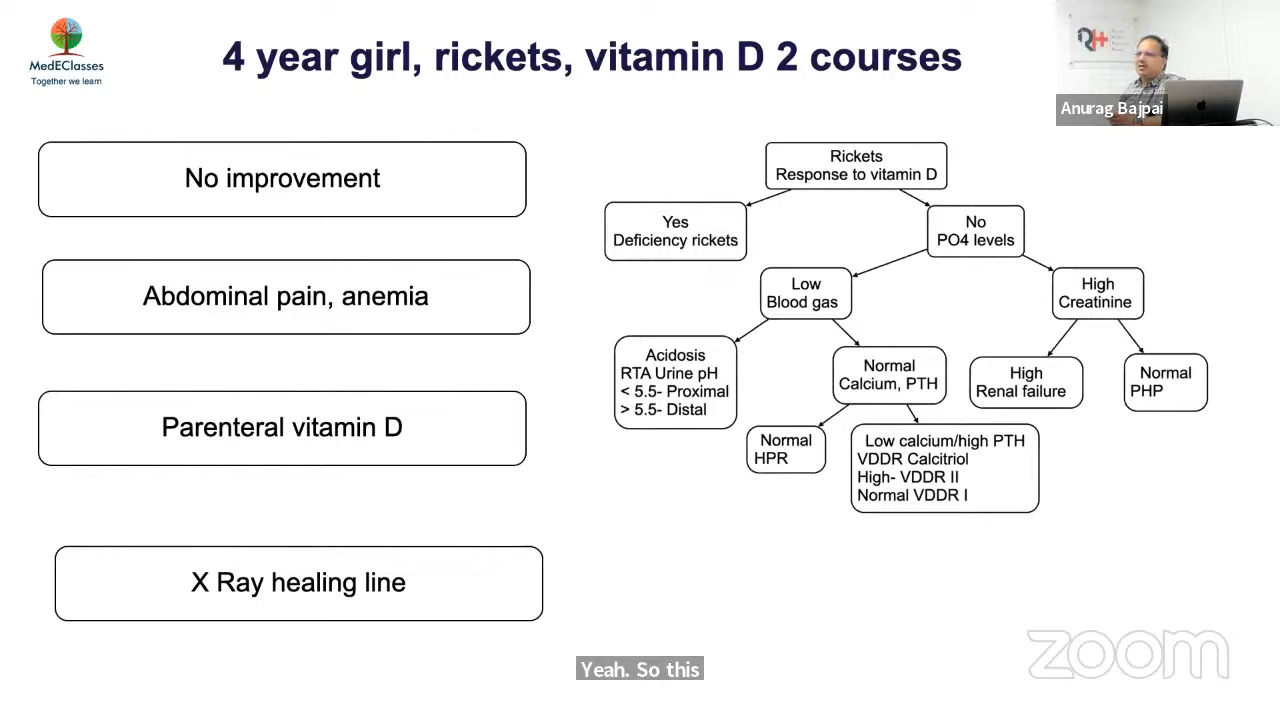 MedEClasses
Together we learn
4 year girl, rickets, vitamin D 2 courses
Anurag Bajpai
No improvement
Abdominal pain, anemia
Parenteral vitamin D
X Ray healing line
Rickets
Response to vitamin D
Yes
Deficiency rickets
No
PO4 levels
Low
Blood gas
High
Creatinine
Acidosis
RTA Urine pH
< 5.5- Proximal
> 5.5- Distal
Normal
Calcium, PTH
High
Renal failure
Normal
PHP
Normal
HPR
Low calcium/high PTH
VDDR Calcitriol
High- VDDR II
Normal VDDR I
Yeah. So this
zoom